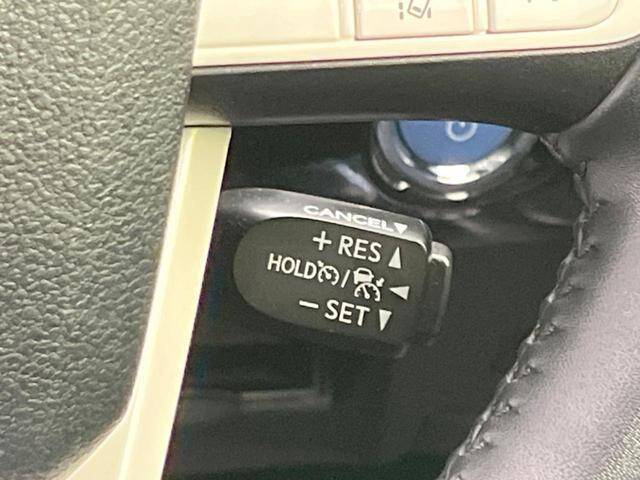 CANCEL▼
+ RES ▲
HOLD / ◀
− SET ▼